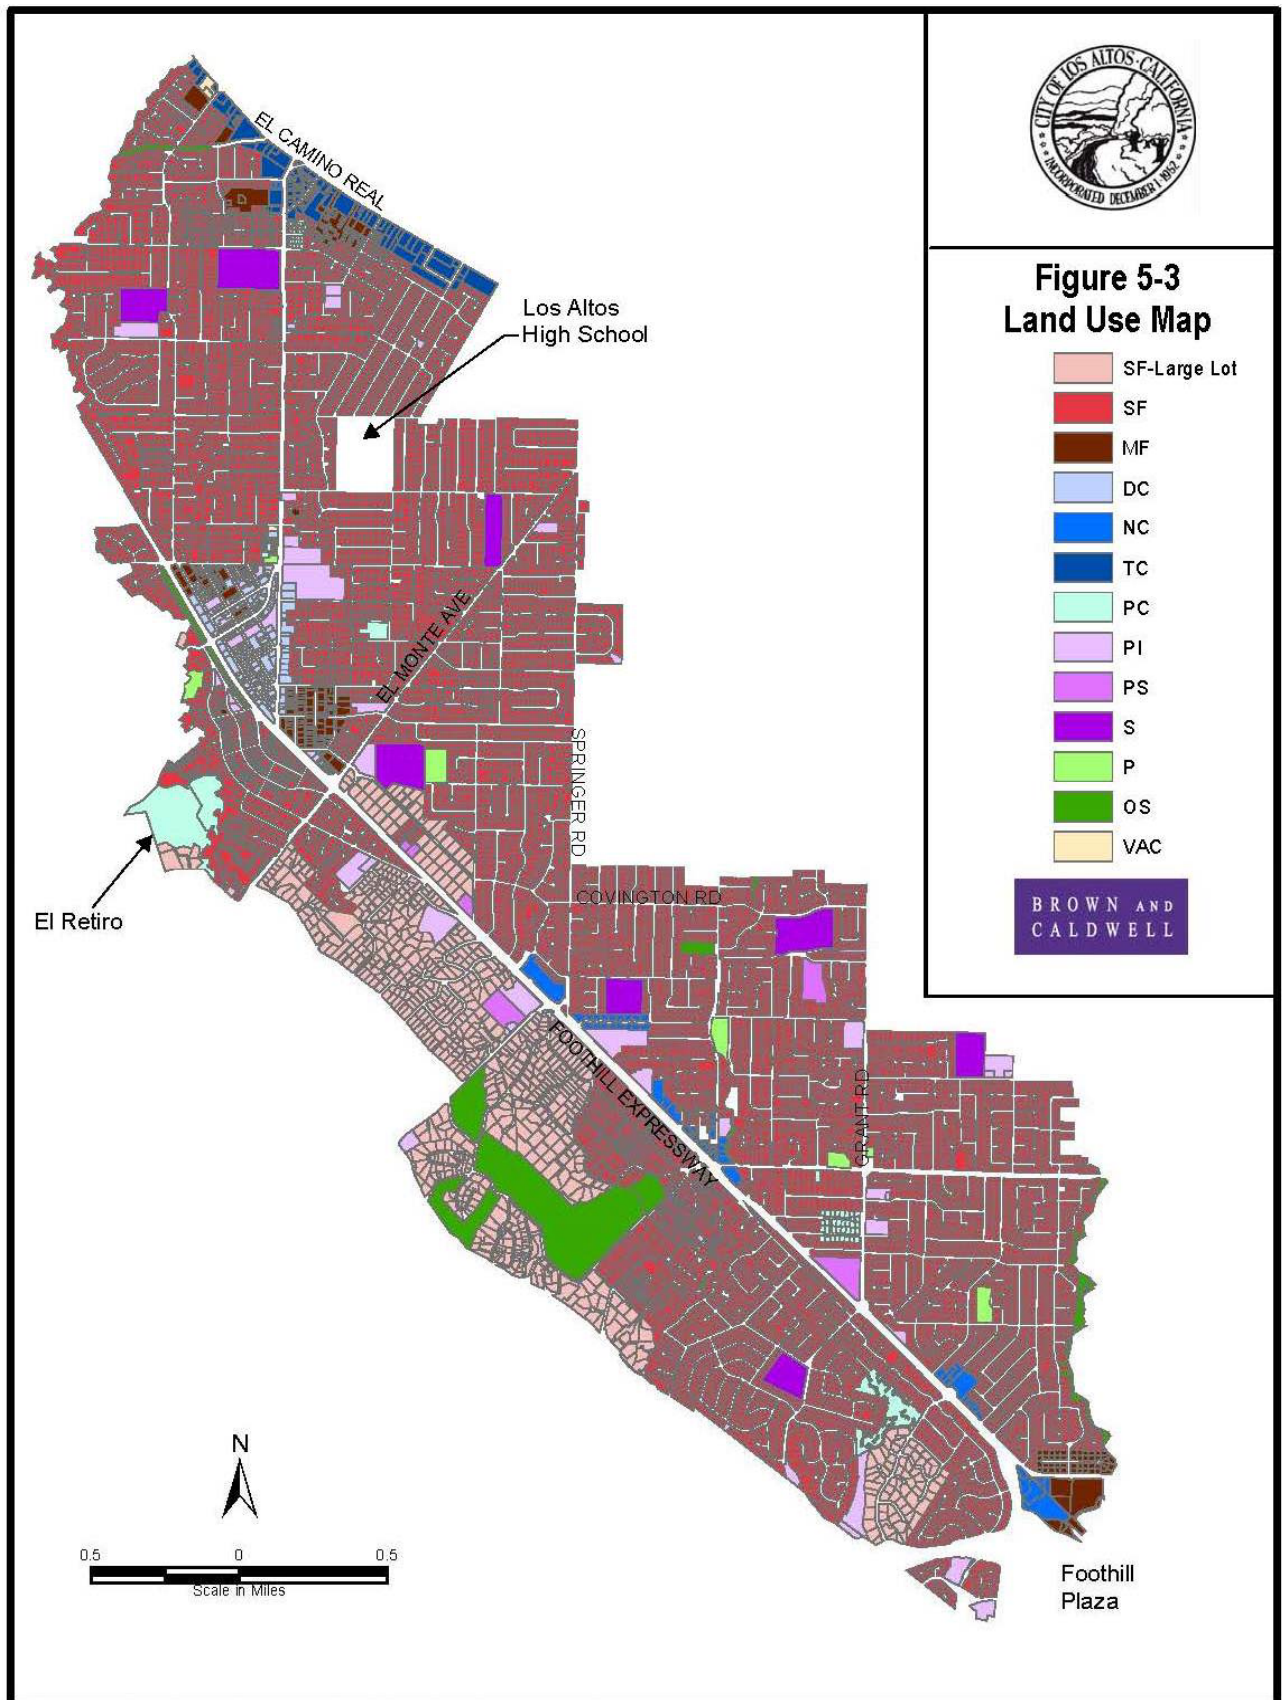 CITY OF LOS ALTOS · CALIFORNIA
INCORPORATED DECEMBER 1, 1952
Figure 5-3
Land Use Map
SF-Large Lot
SF
MF
DC
NC
TC
PC
PI
PS
S
P
OS
VAC
BROWN AND
CALDWELL
EL CAMINO REAL
Los Altos
High School
EL MONTE AVE
SPRINGER RD
COVINGTON RD
El Retiro
FOOTHILL EXPRESSWAY
GRANT RD
N
0.5 0 0.5
Scale in Miles
Foothill
Plaza